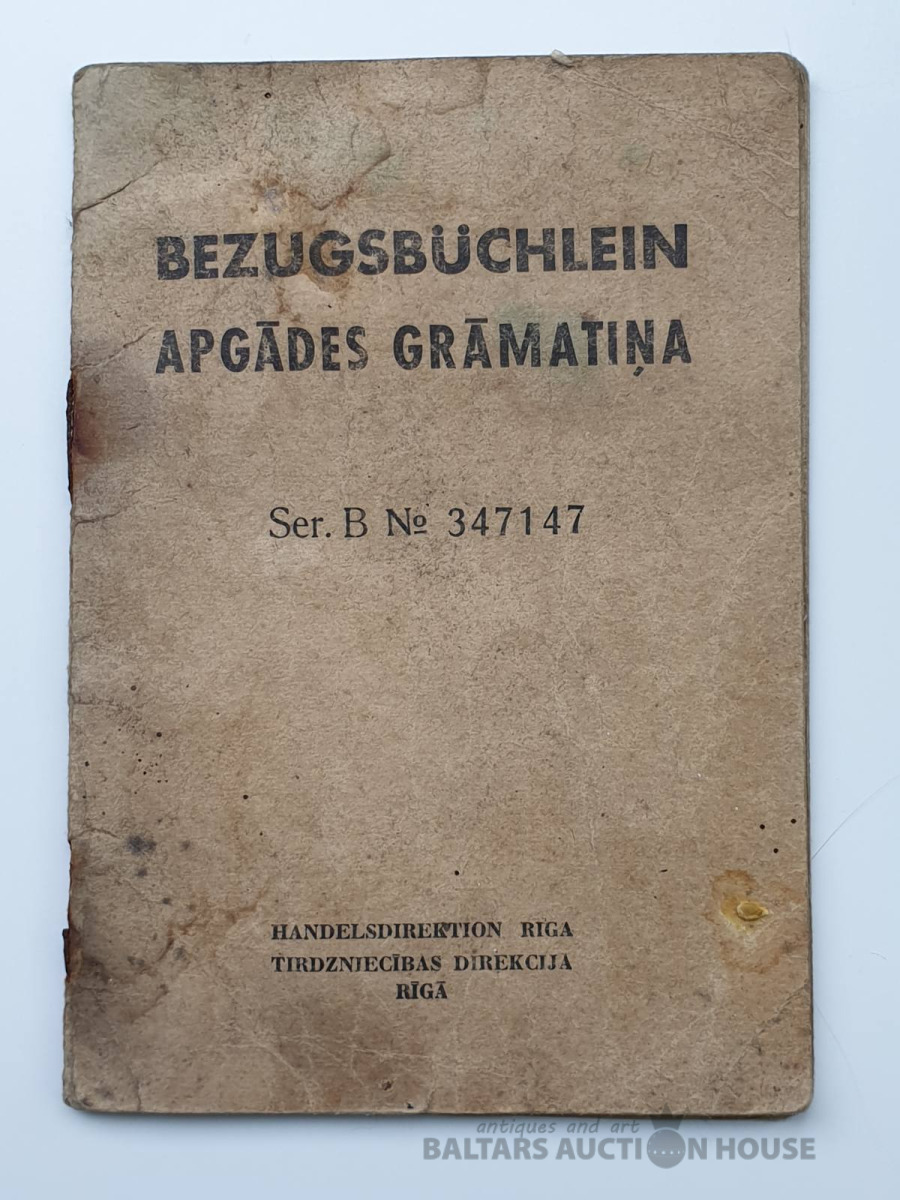 BEZUGSBÜCHLEIN
APGĀDES GRĀMATIŅA
Ser. B № 347147
HANDELSDIREKTION RIGA
TIRDZNIECĪBAS DIREKCIJA
RĪGĀ
antiques and art
BALTARS AUCTION HOUSE